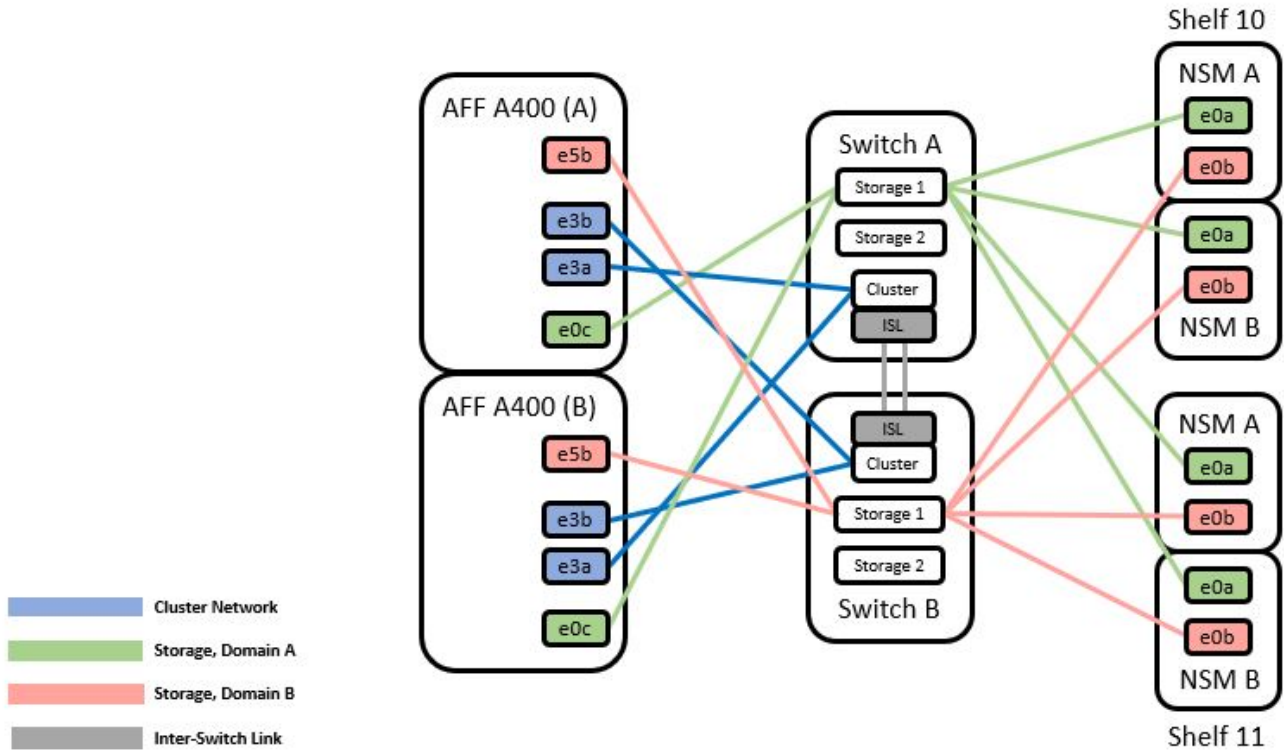 AFF A400 (A)
e5b
e3b
e3a
e0c
AFF A400 (B)
e5b
e3b
e3a
e0c
Switch A
Storage 1
Storage 2
Cluster
ISL
ISL
Cluster
Storage 1
Storage 2
Switch B
Shelf 10
NSM A
e0a
e0b
e0a
e0b
NSM B
NSM A
e0a
e0b
e0a
e0b
NSM B
Shelf 11
Cluster Network
Storage, Domain A
Storage, Domain B
Inter-Switch Link